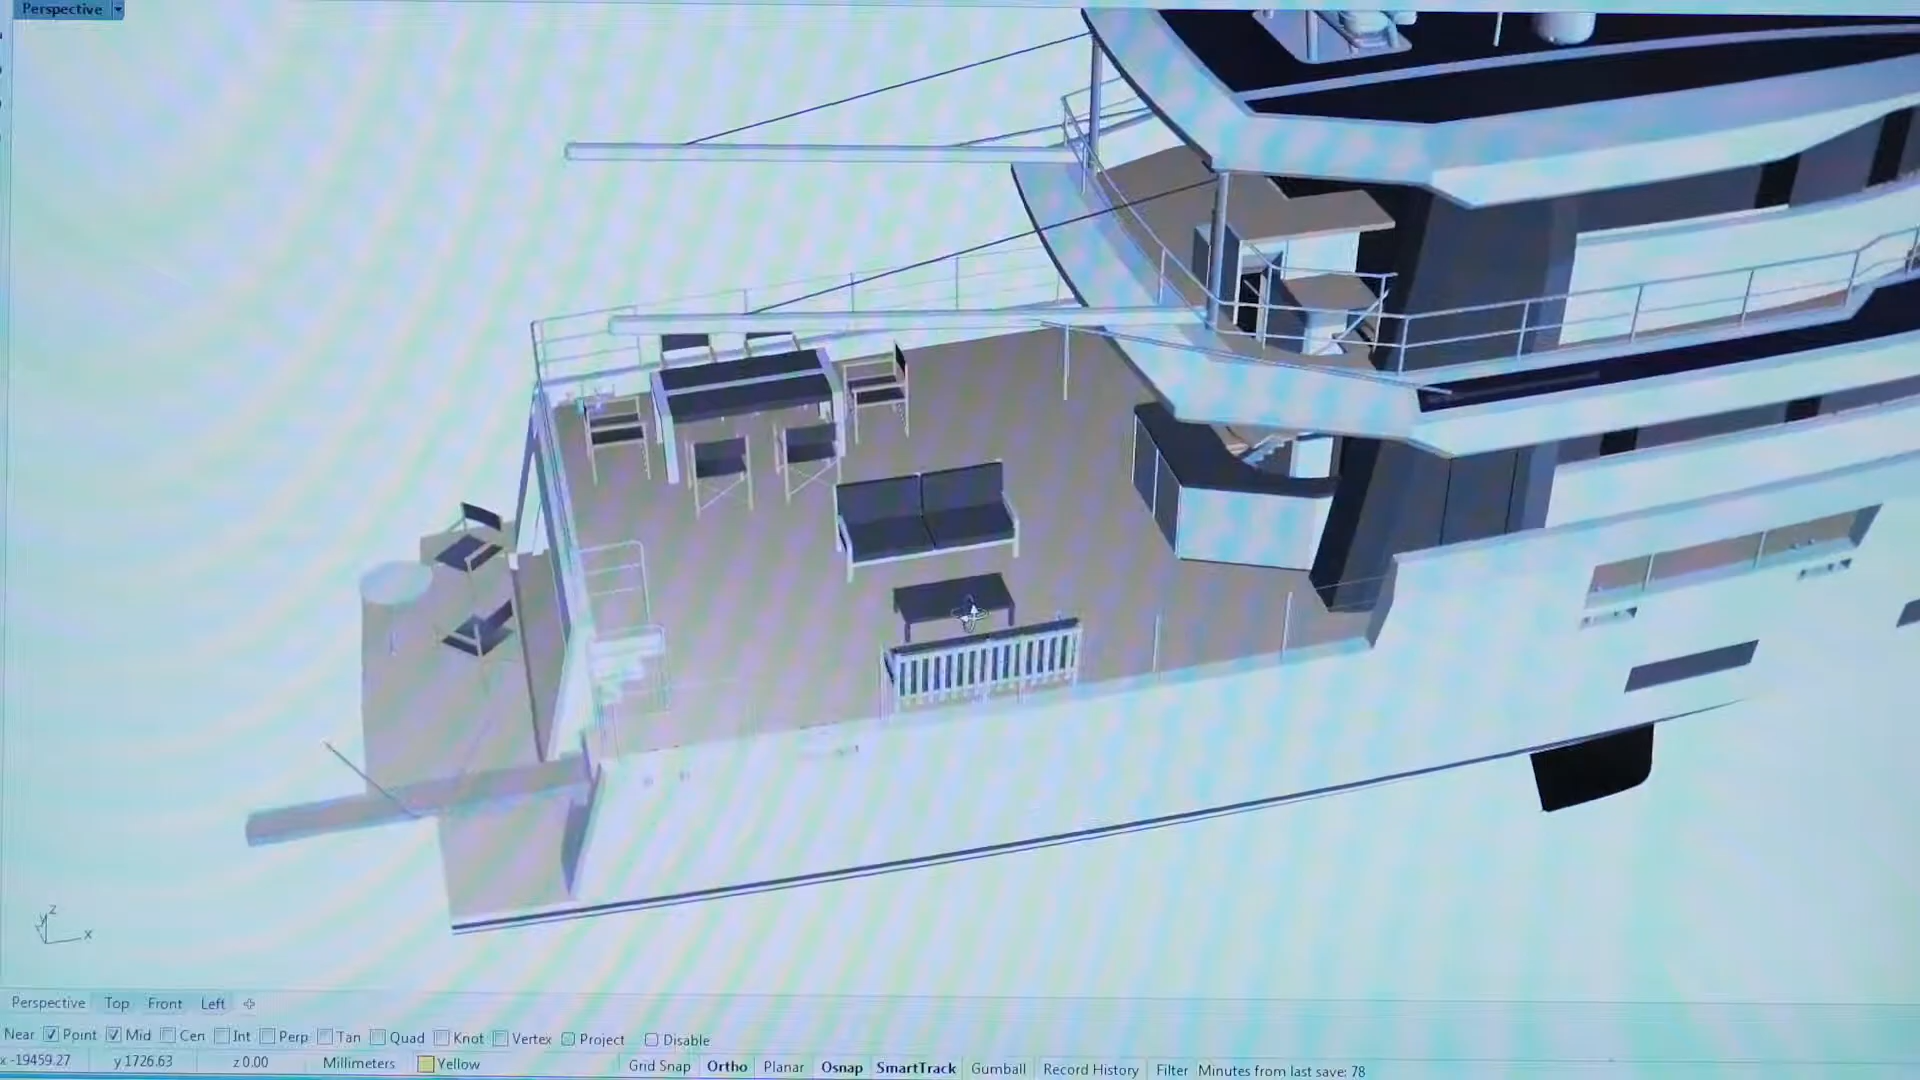 Perspective
Perspective Top Front Left
Near Point Mid Cen Int Perp Tan Quad Knot Vertex Project Disable
x -19459.27 y 1726.63 z 0.00 Millimeters Yellow Grid Snap Ortho Planar Osnap SmartTrack Gumball Record History Filter Minutes from last save: 78
z
y
x